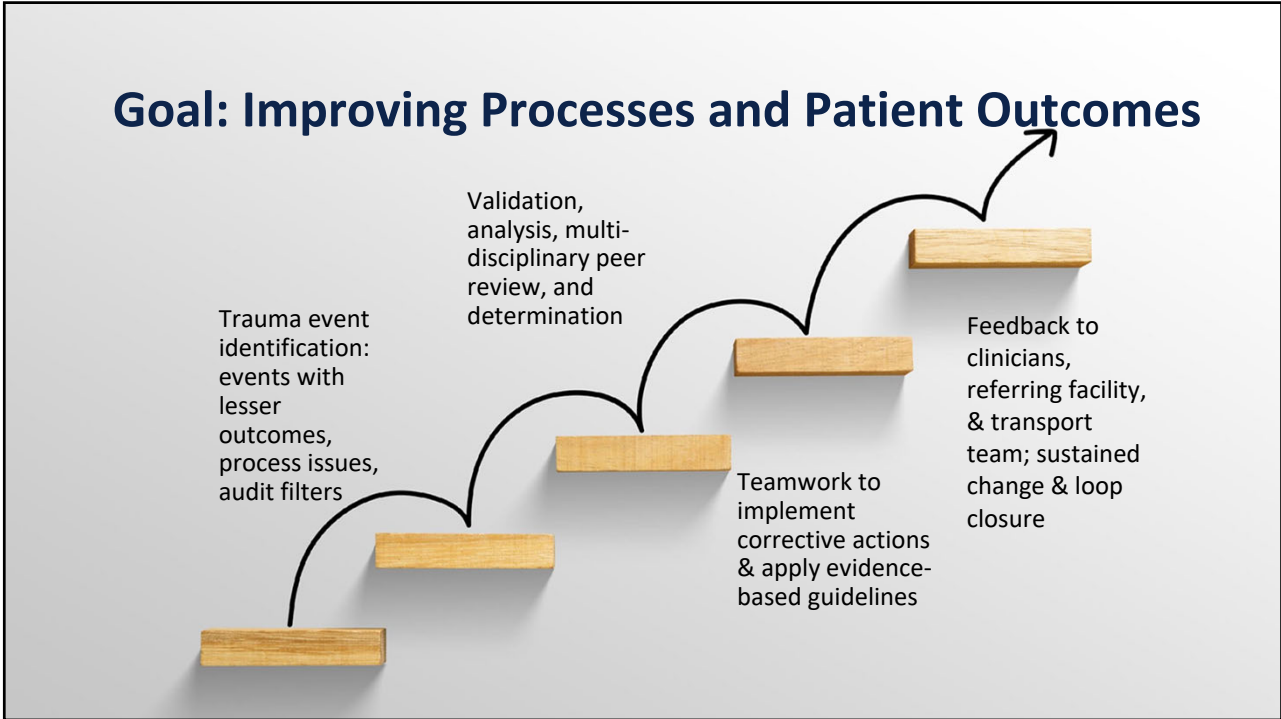 Goal: Improving Processes and Patient Outcomes
Trauma event
identification:
events with
lesser
outcomes,
process issues,
audit filters
Validation,
analysis, multi-
disciplinary peer
review, and
determination
Teamwork to
implement
corrective actions
& apply evidence-
based guidelines
Feedback to
clinicians,
referring facility,
& transport
team; sustained
change & loop
closure